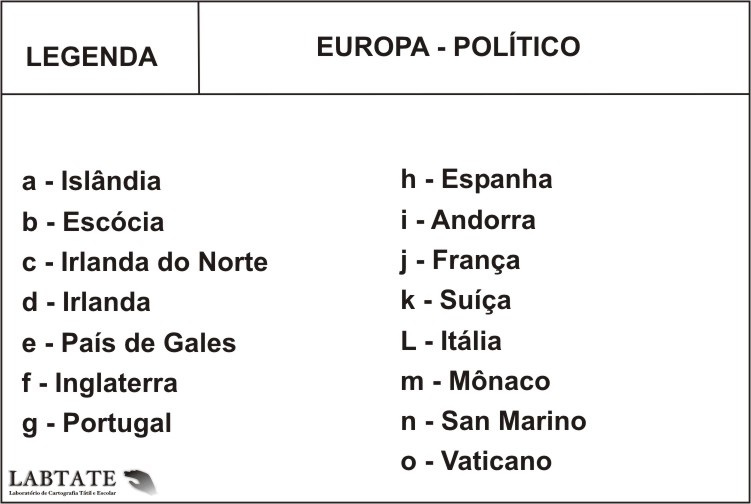 LEGENDA
EUROPA - POLÍTICO
a - Islândia
b - Escócia
c - Irlanda do Norte
d - Irlanda
e - País de Gales
f - Inglaterra
g - Portugal
h - Espanha
i - Andorra
j - França
k - Suíça
L - Itália
m - Mônaco
n - San Marino
o - Vaticano
LABTATE
Laboratório de Cartografia Tátil e Escolar